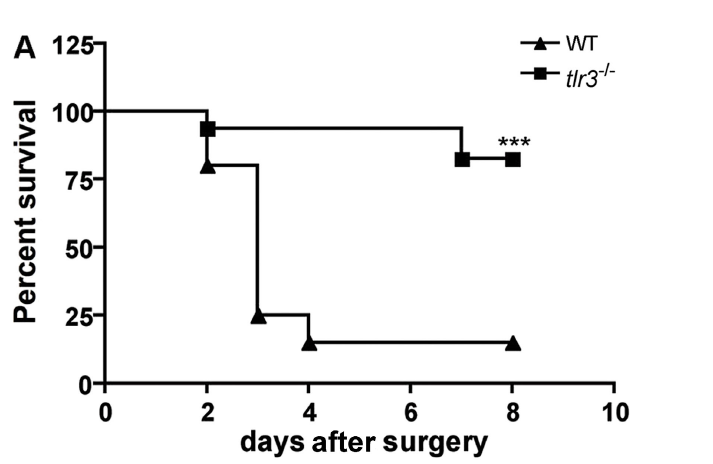 A
125
WT
tlr3-/-
100
***
75
50
25
0
0 2 4 6 8 10
Percent survival
days after surgery